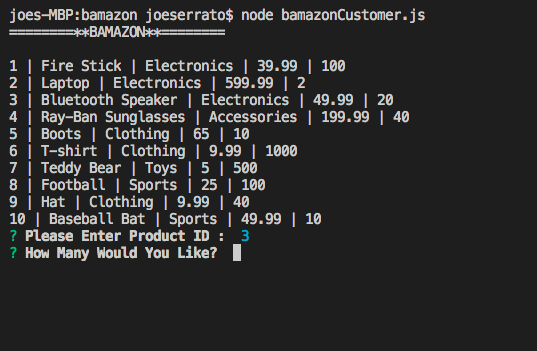 joes-MBP:bamazon joeserrato$ node bamazonCustomer.js
========**BAMAZON**========
1 | Fire Stick | Electronics | 39.99 | 100
2 | Laptop | Electronics | 599.99 | 2
3 | Bluetooth Speaker | Electronics | 49.99 | 20
4 | Ray-Ban Sunglasses | Accessories | 199.99 | 40
5 | Boots | Clothing | 65 | 10
6 | T-shirt | Clothing | 9.99 | 1000
7 | Teddy Bear | Toys | 5 | 500
8 | Football | Sports | 25 | 100
9 | Hat | Clothing | 9.99 | 40
10 | Baseball Bat | Sports | 49.99 | 10
? Please Enter Product ID :  3
? How Many Would You Like?